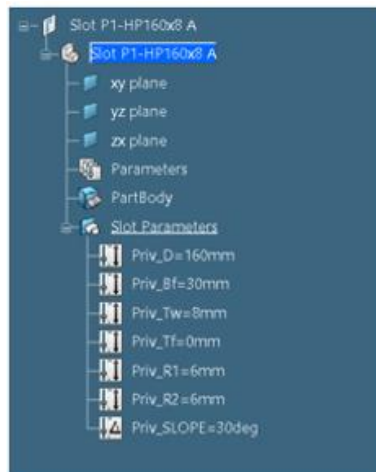 Slot P1-HP160x8 A
Slot P1-HP160x8 A
xy plane
yz plane
zx plane
Parameters
PartBody
Slot Parameters
Priv_D=160mm
Priv_Bf=30mm
Priv_Tw=8mm
Priv_Tf=0mm
Priv_R1=6mm
Priv_R2=6mm
Priv_SLOPE=30deg